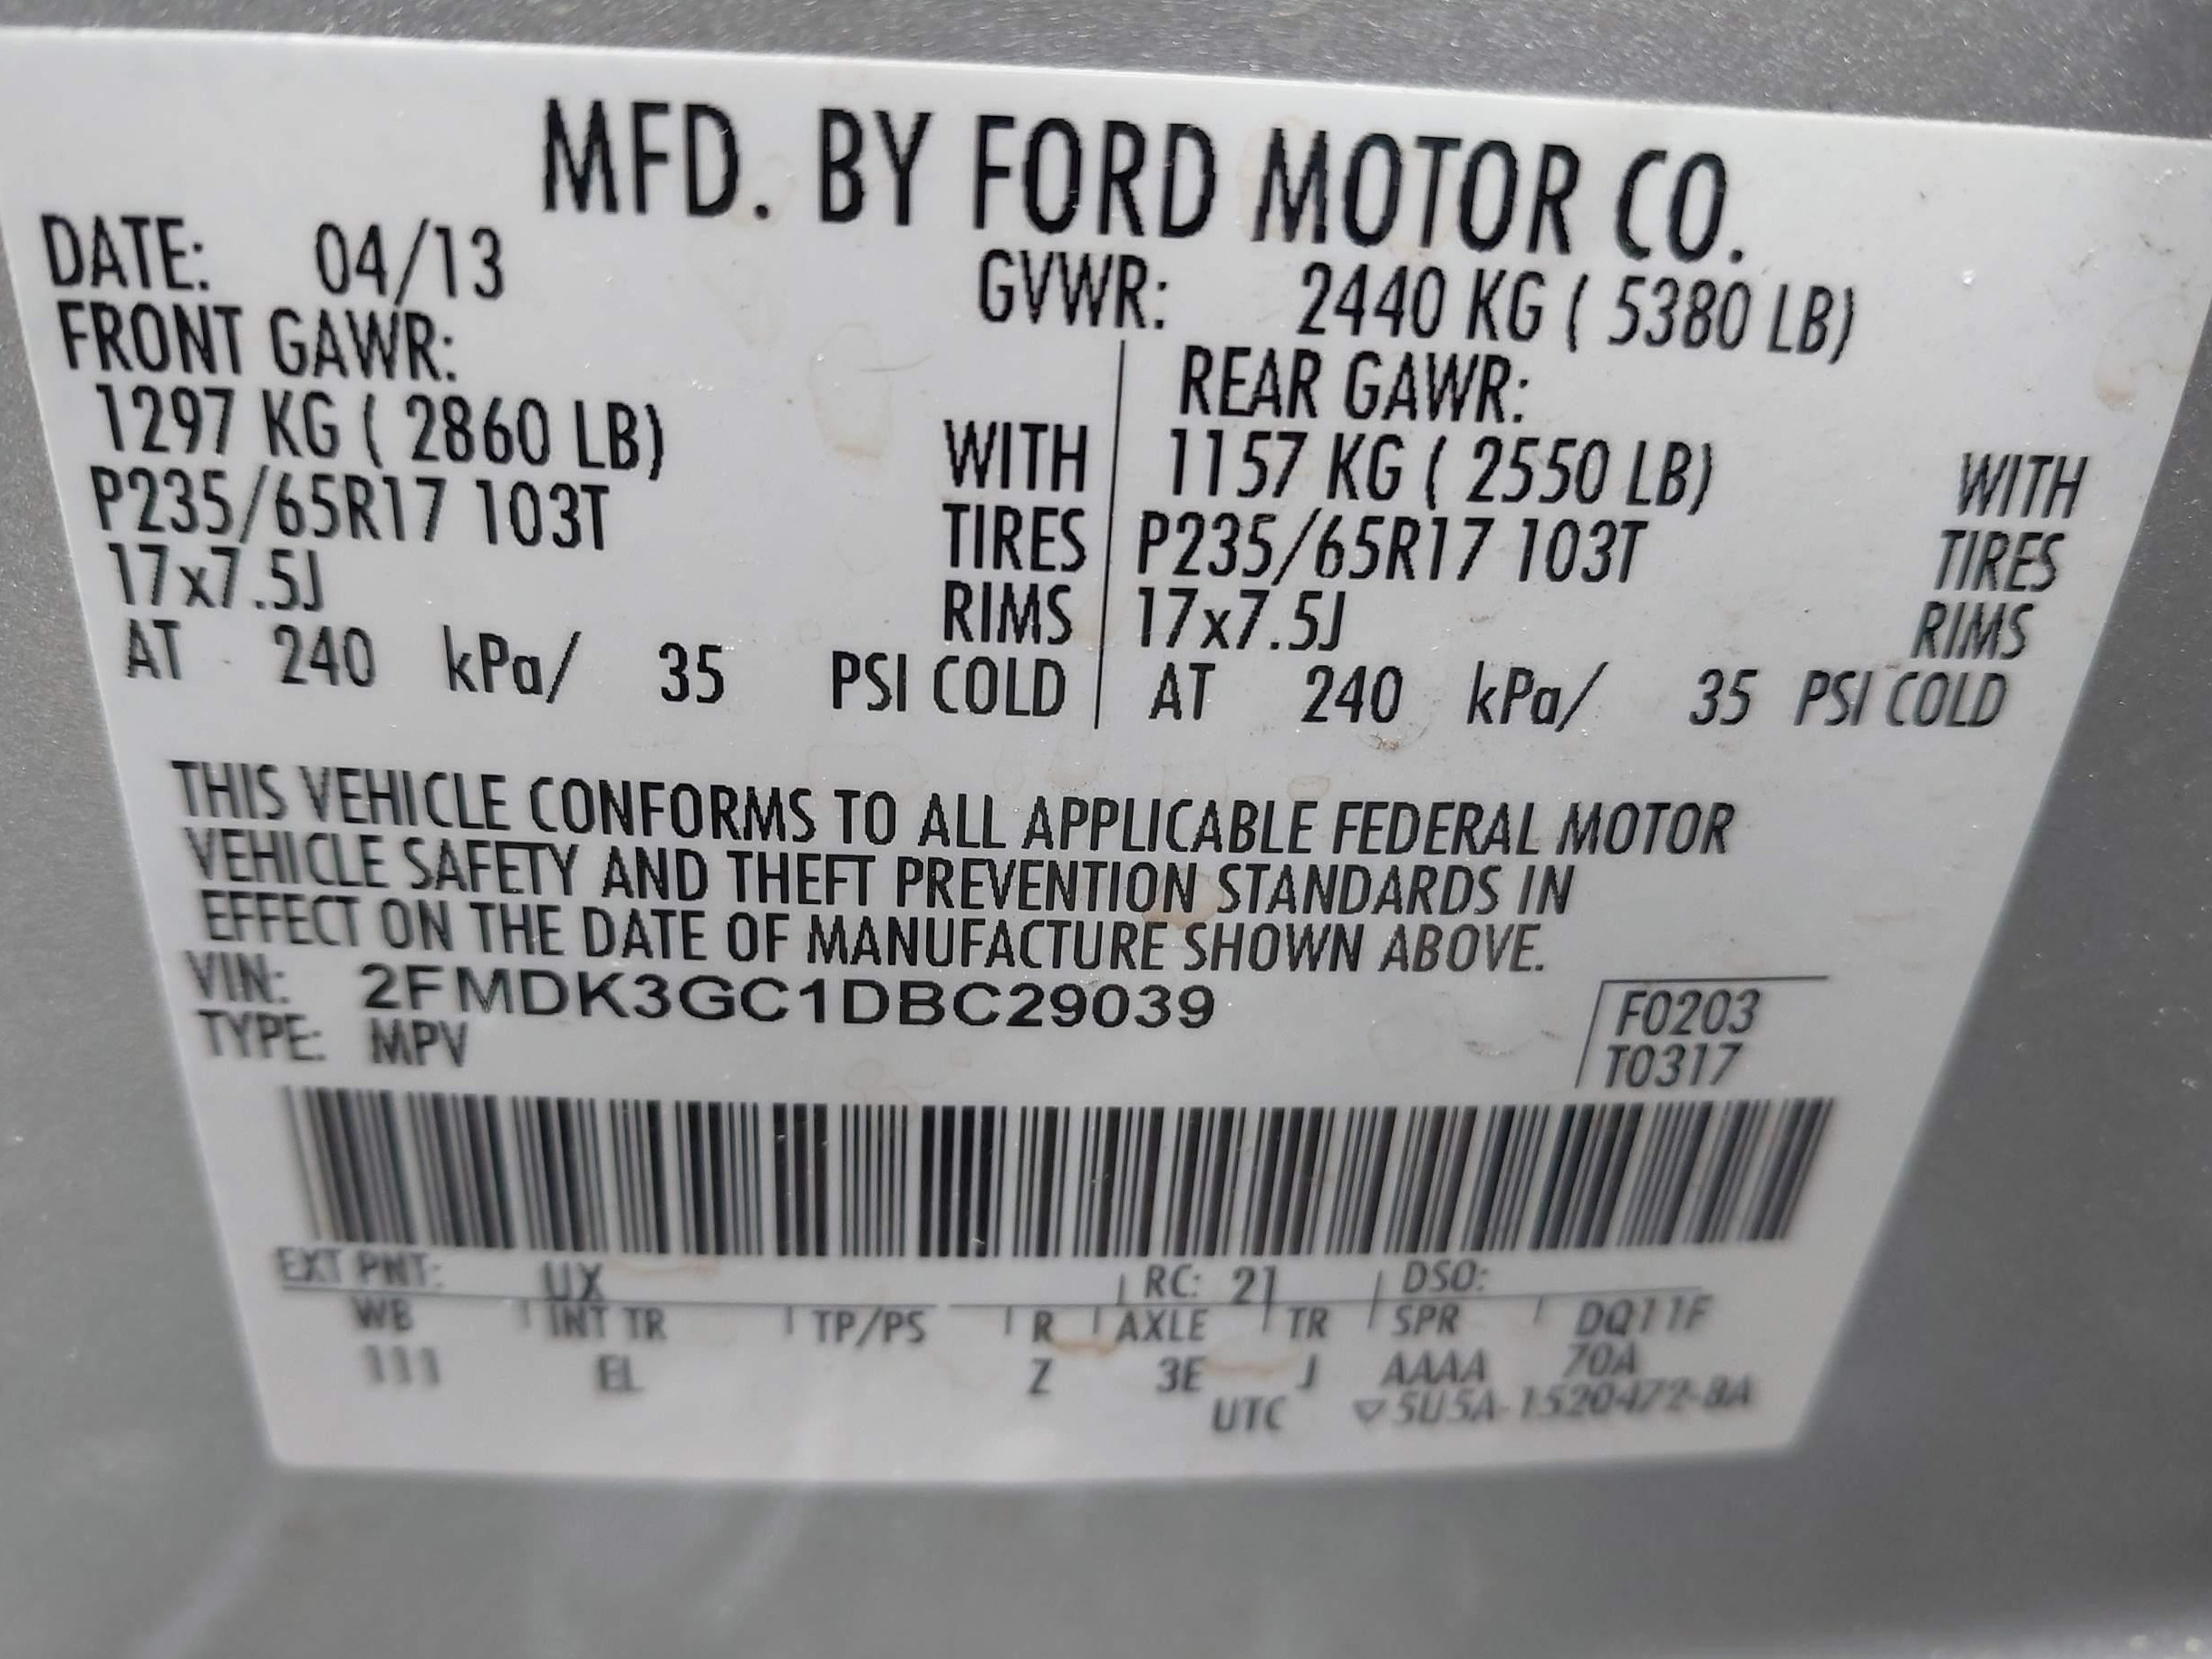 MFD. BY FORD MOTOR CO.
DATE: 04/13 GVWR: 2440 KG ( 5380 LB)
FRONT GAWR: REAR GAWR:
1297 KG ( 2860 LB) WITH 1157 KG ( 2550 LB) WITH
P235/65R17 103T TIRES P235/65R17 103T TIRES
17x7.5J RIMS 17x7.5J RIMS
AT 240 kPa/ 35 PSI COLD AT 240 kPa/ 35 PSI COLD
THIS VEHICLE CONFORMS TO ALL APPLICABLE FEDERAL MOTOR
VEHICLE SAFETY AND THEFT PREVENTION STANDARDS IN
EFFECT ON THE DATE OF MANUFACTURE SHOWN ABOVE.
VIN: 2FMDK3GC1DBC29039 F0203
TYPE: MPV T0317
EXT PNT: UX RC: 21 DSO:
WB INT TR TP/PS R AXLE TR SPR DQ11F
111 EL Z 3E J AAAA 70A
UTC ▽5U5A-1520472-